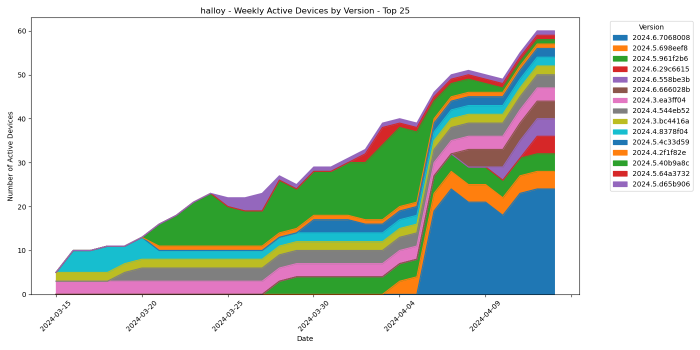 halloy - Weekly Active Devices by Version - Top 25
Number of Active Devices
60
50
40
30
20
10
0
2024-03-15
2024-03-20
2024-03-25
2024-03-30
2024-04-04
2024-04-09
Date
Version
2024.6.7068008
2024.5.698eef8
2024.5.961f2b6
2024.6.29c6615
2024.6.558be3b
2024.6.666028b
2024.3.ea3ff04
2024.4.544eb52
2024.3.bc4416a
2024.4.8378f04
2024.5.4c33d59
2024.4.2f1f82e
2024.5.40b9a8c
2024.5.64a3732
2024.5.d65b906